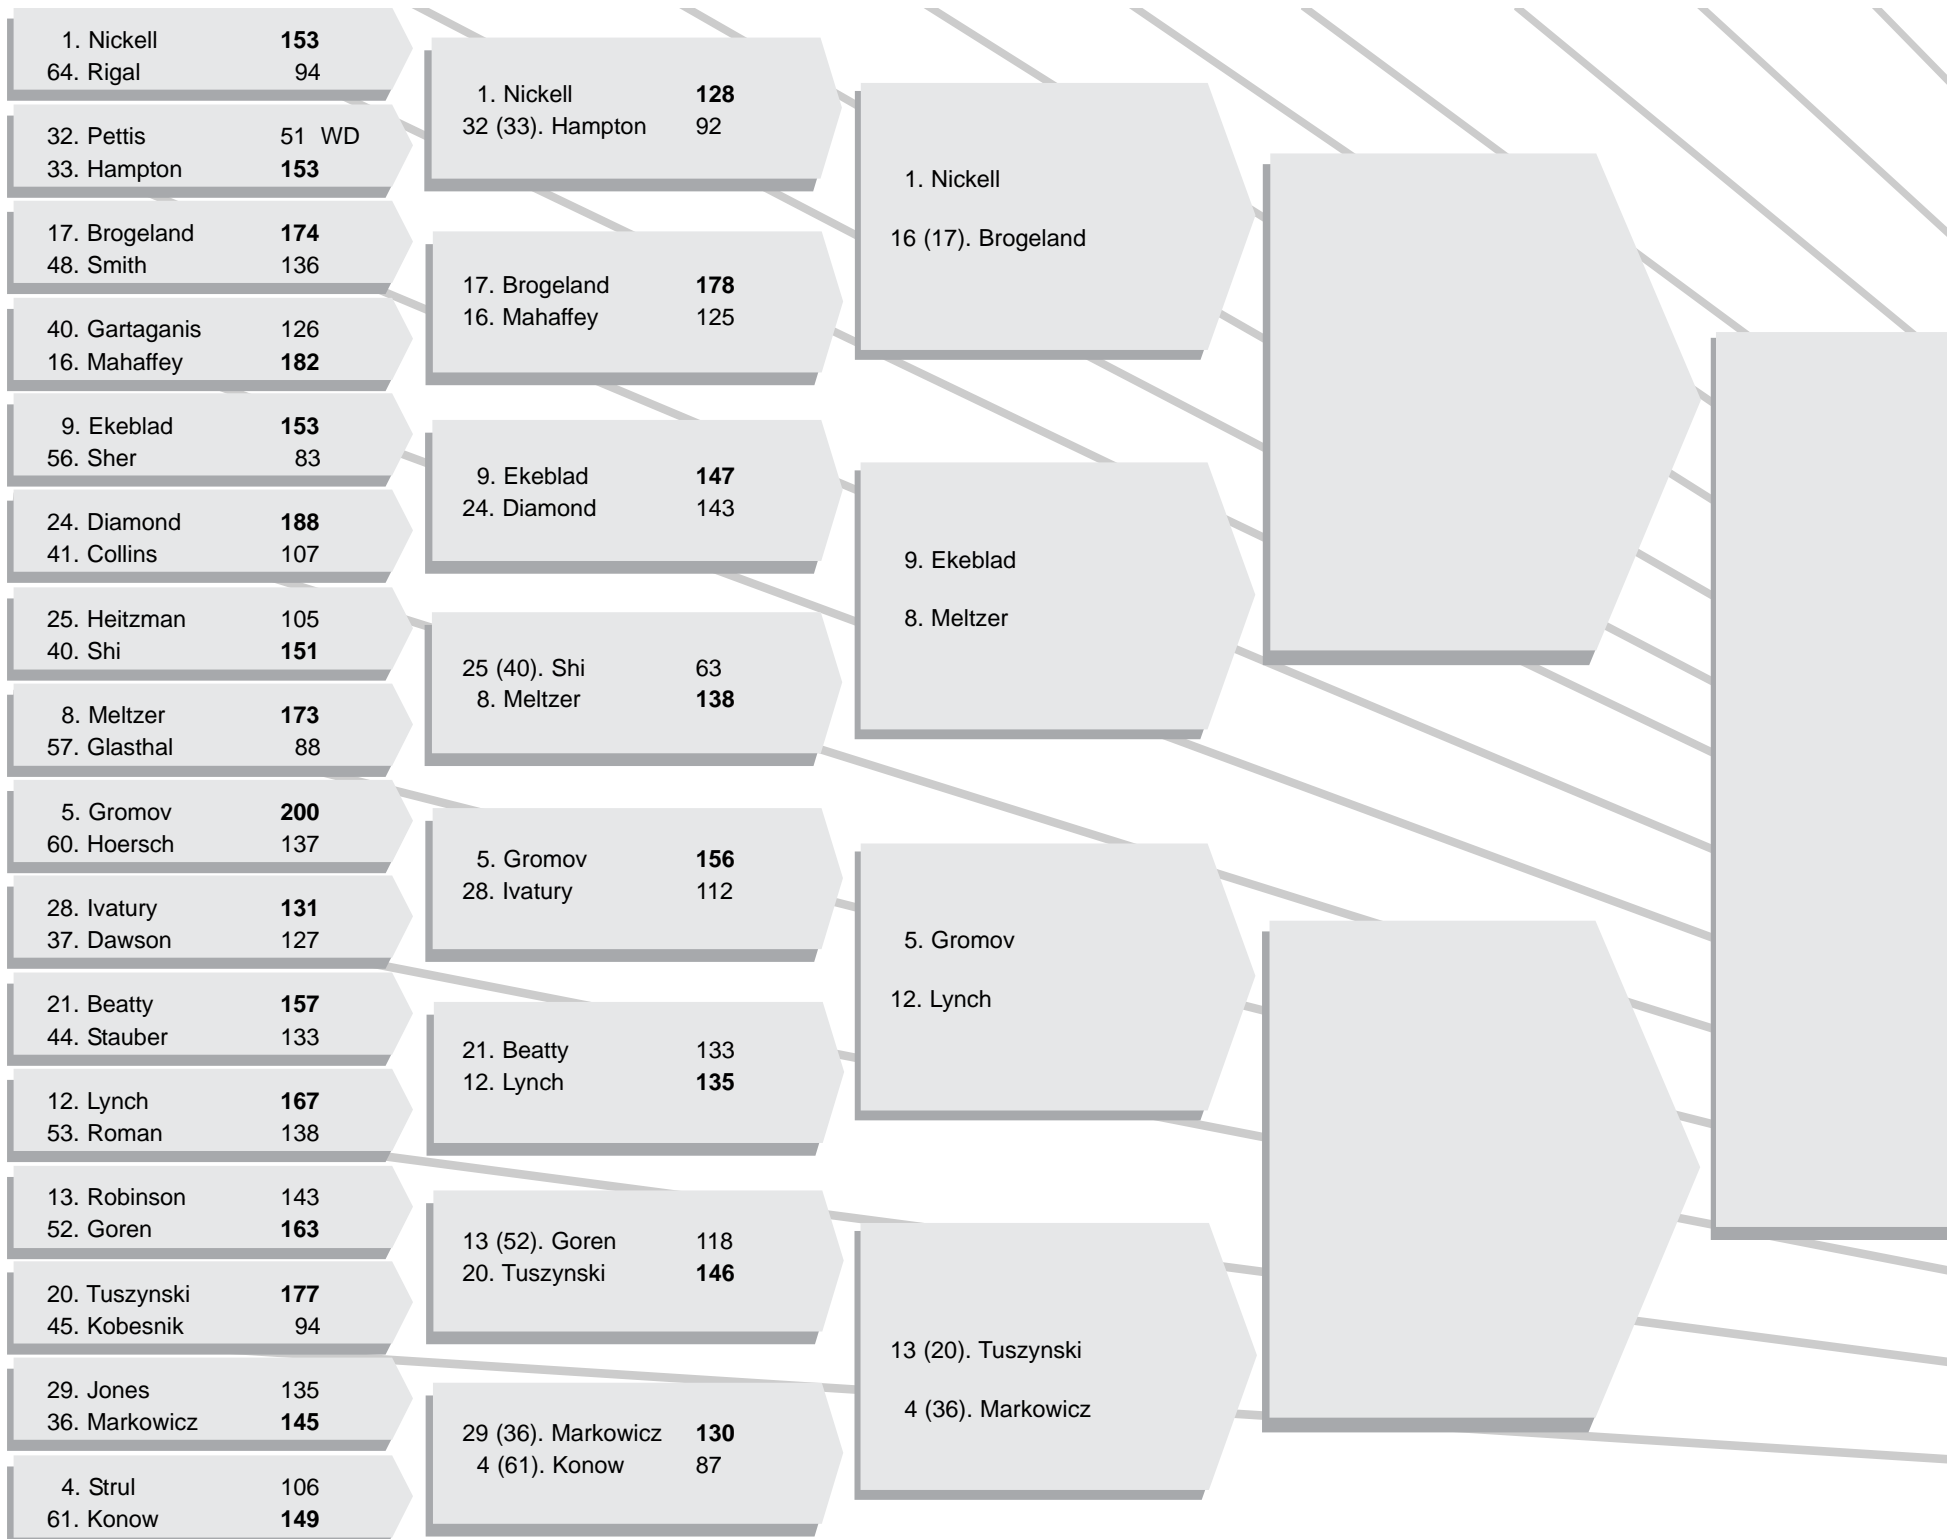 1. Nickell 153
64. Rigal 94
32. Pettis 51 WD
33. Hampton 153
17. Brogeland 174
48. Smith 136
40. Gartaganis 126
16. Mahaffey 182
9. Ekeblad 153
56. Sher 83
24. Diamond 188
41. Collins 107
25. Heitzman 105
40. Shi 151
8. Meltzer 173
57. Glasthal 88
5. Gromov 200
60. Hoersch 137
28. Ivatury 131
37. Dawson 127
21. Beatty 157
44. Stauber 133
12. Lynch 167
53. Roman 138
13. Robinson 143
52. Goren 163
20. Tuszynski 177
45. Kobesnik 94
29. Jones 135
36. Markowicz 145
4. Strul 106
61. Konow 149
1. Nickell 128
32 (33). Hampton 92
17. Brogeland 178
16. Mahaffey 125
9. Ekeblad 147
24. Diamond 143
25 (40). Shi 63
8. Meltzer 138
5. Gromov 156
28. Ivatury 112
21. Beatty 133
12. Lynch 135
13 (52). Goren 118
20. Tuszynski 146
29 (36). Markowicz 130
4 (61). Konow 87
1. Nickell
16 (17). Brogeland
9. Ekeblad
8. Meltzer
5. Gromov
12. Lynch
13 (20). Tuszynski
4 (36). Markowicz